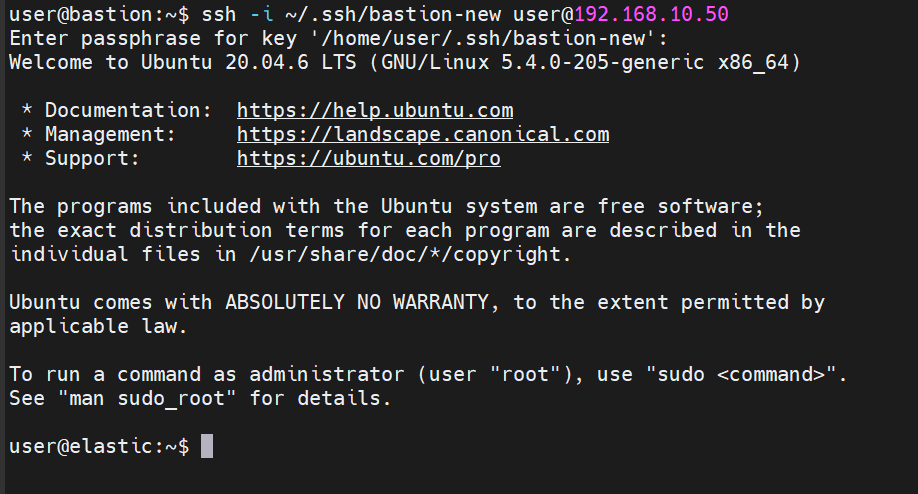 user@bastion:~$ ssh -i ~/.ssh/bastion-new user@192.168.10.50
Enter passphrase for key '/home/user/.ssh/bastion-new':
Welcome to Ubuntu 20.04.6 LTS (GNU/Linux 5.4.0-205-generic x86_64)

 * Documentation:  https://help.ubuntu.com
 * Management:     https://landscape.canonical.com
 * Support:        https://ubuntu.com/pro

The programs included with the Ubuntu system are free software;
the exact distribution terms for each program are described in the
individual files in /usr/share/doc/*/copyright.

Ubuntu comes with ABSOLUTELY NO WARRANTY, to the extent permitted by
applicable law.

To run a command as administrator (user "root"), use "sudo <command>".
See "man sudo_root" for details.

user@elastic:~$